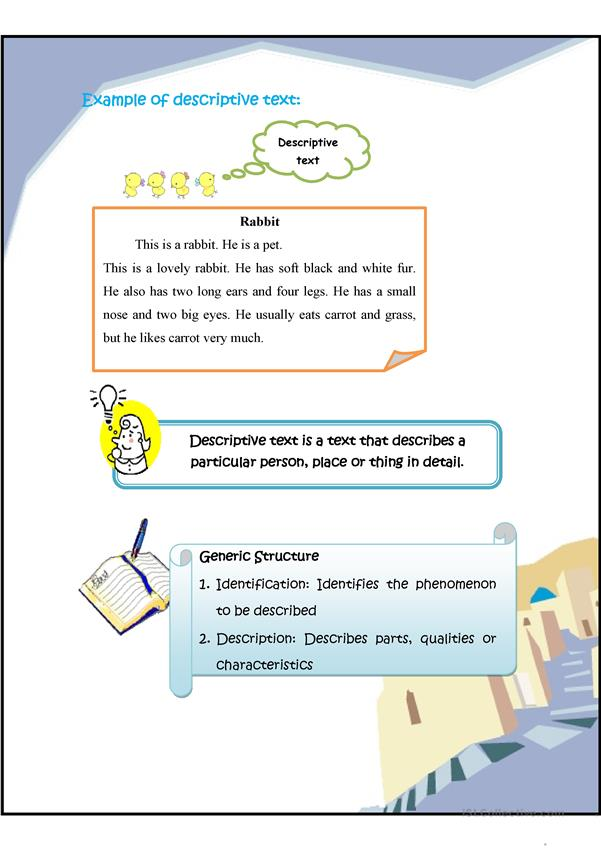 Example of descriptive text:
Descriptive
text
Rabbit
This is a rabbit. He is a pet.
This is a lovely rabbit. He has soft black and white fur.
He also has two long ears and four legs. He has a small
nose and two big eyes. He usually eats carrot and grass,
but he likes carrot very much.
Descriptive text is a text that describes a
particular person, place or thing in detail.
Generic Structure
1. Identification: Identifies the phenomenon
to be described
2. Description: Describes parts, qualities or
characteristics
iSLCollective.com